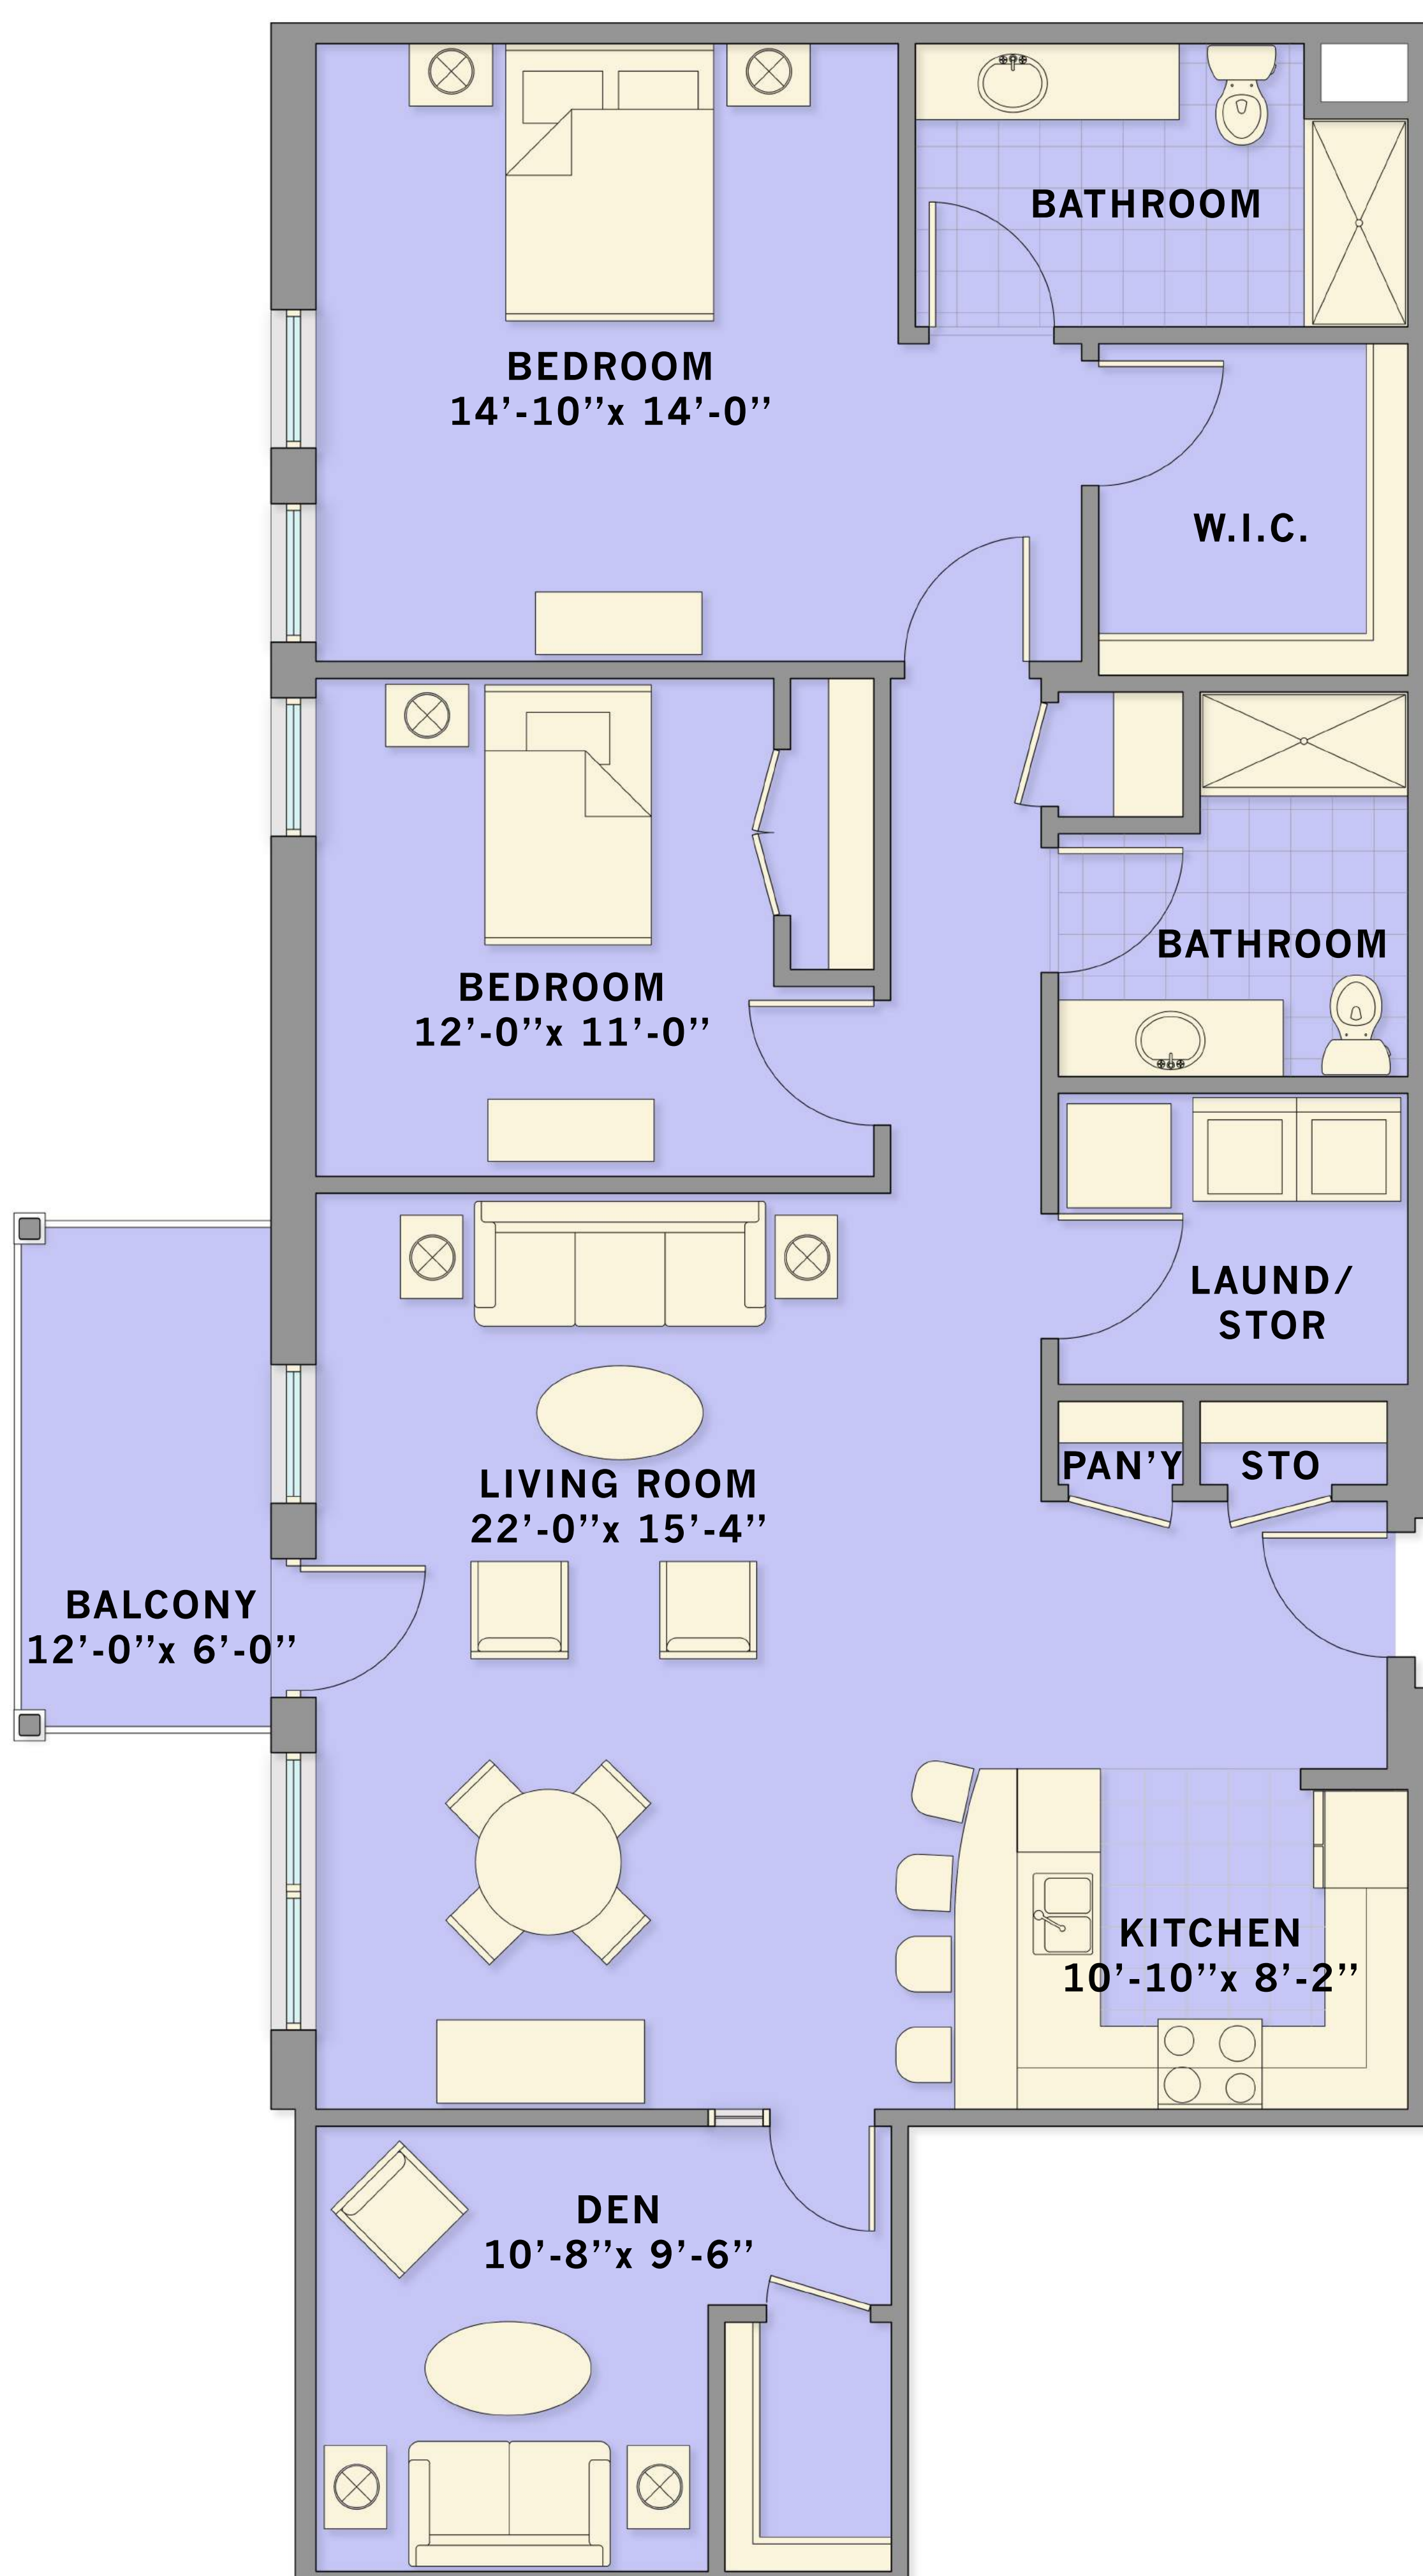 BATHROOM
BEDROOM
14’-10’’x 14’-0’’
W.I.C.
BATHROOM
BEDROOM
12’-0’’x 11’-0’’
LAUND/
STOR
PAN’Y
STO
LIVING ROOM
22’-0’’x 15’-4’’
BALCONY
12’-0’’x 6’-0’’
KITCHEN
10’-10’’x 8’-2’’
DEN
10’-8’’x 9’-6’’